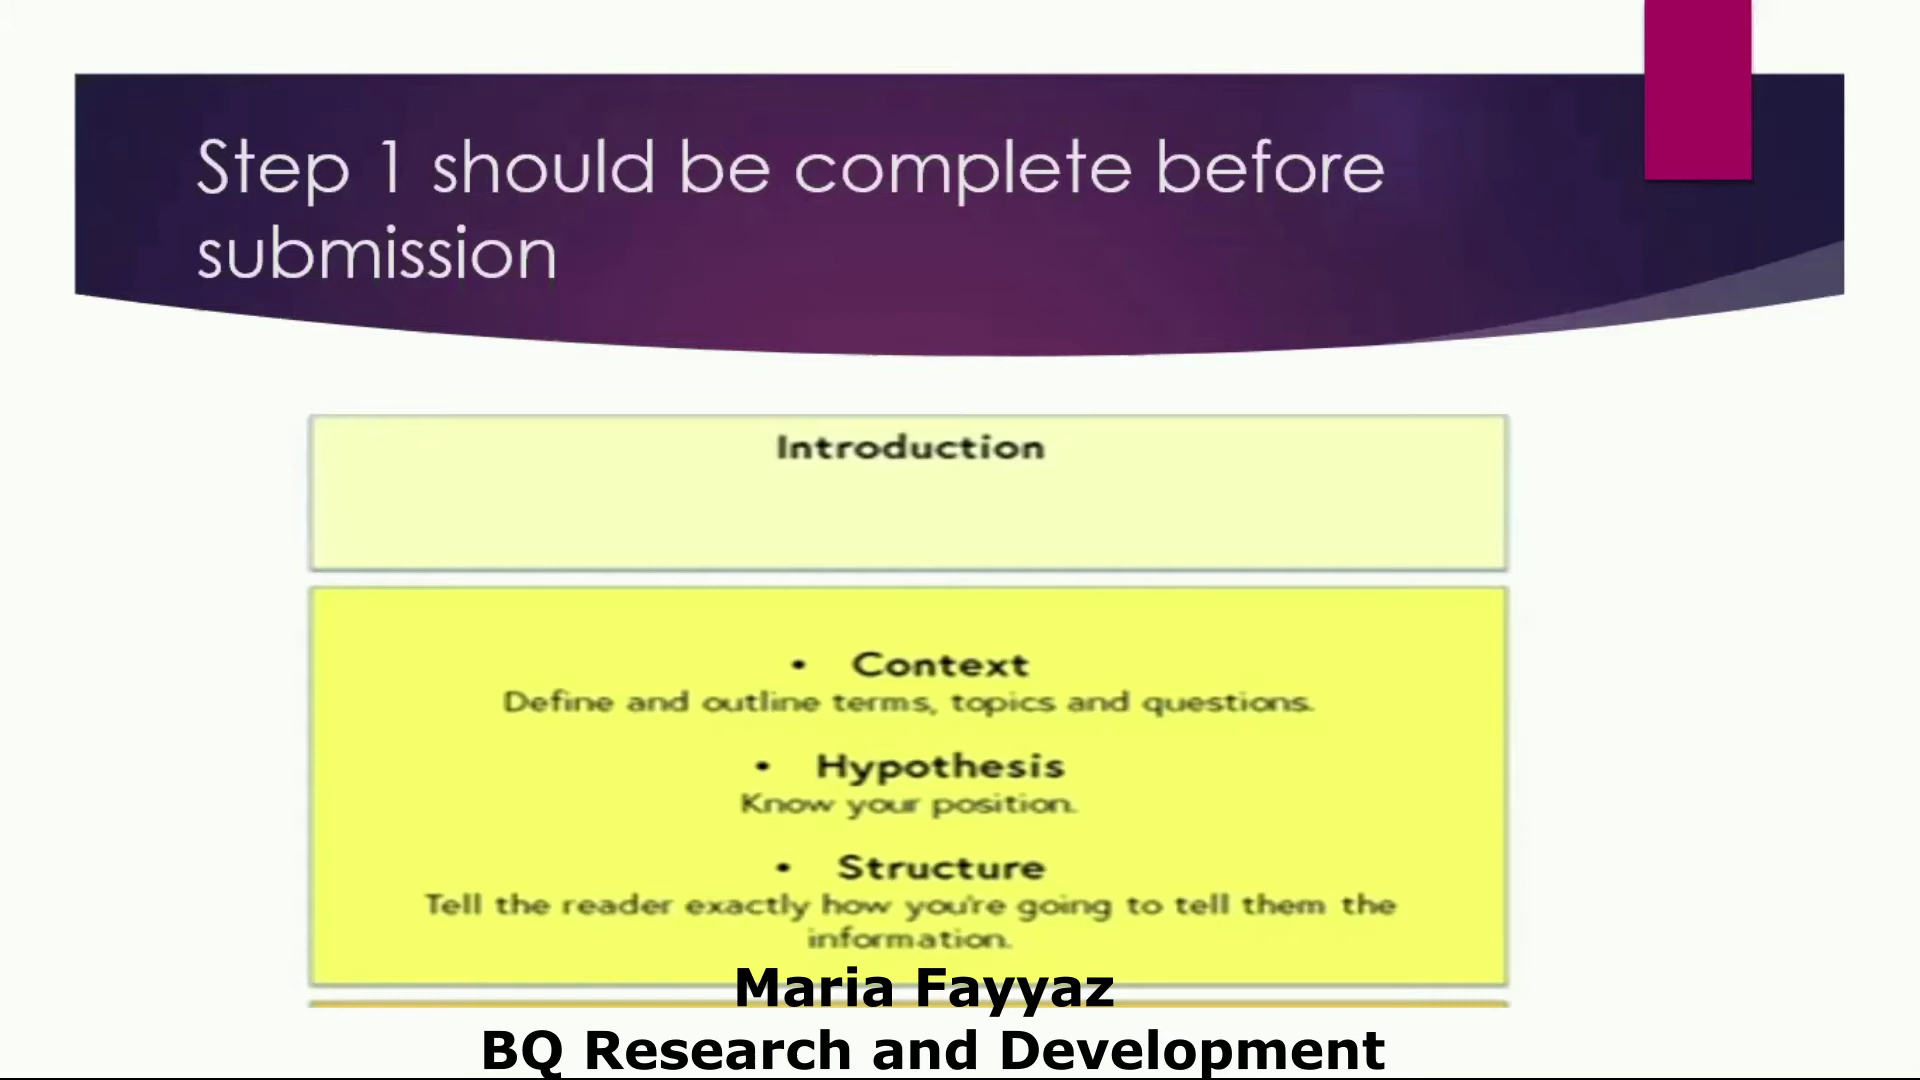 Step 1 should be complete before
submission
Introduction
• Context
Define and outline terms, topics and questions.
• Hypothesis
Know your position.
• Structure
Tell the reader exactly how you're going to tell them the
information.
Maria Fayyaz
BQ Research and Development